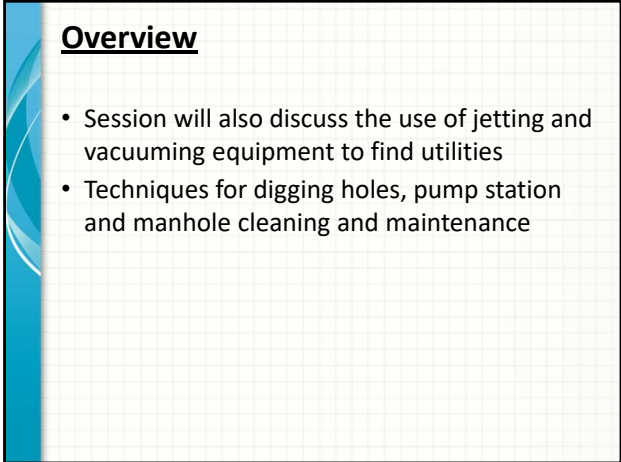 Overview
• Session will also discuss the use of jetting and
vacuuming equipment to find utilities
• Techniques for digging holes, pump station
and manhole cleaning and maintenance